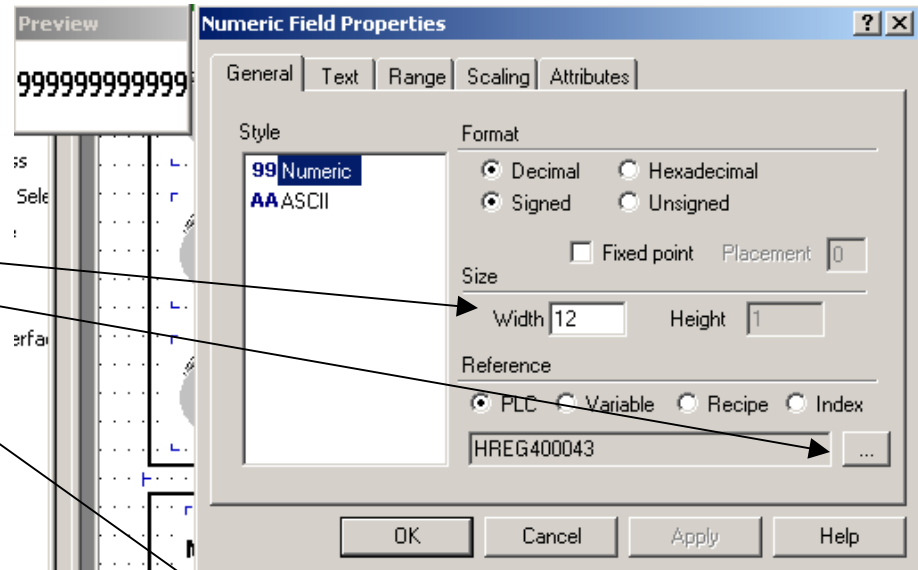 Preview
9999999999999
ss
Sele
erfa
Numeric Field Properties
General Text Range Scaling Attributes
Style
99 Numeric
AA ASCII
Format
Decimal Hexadecimal
Signed Unsigned
Fixed point Placement 0
Size
Width 12 Height 1
Reference
PLC Variable Recipe Index
HREG400043 ...
OK Cancel Apply Help